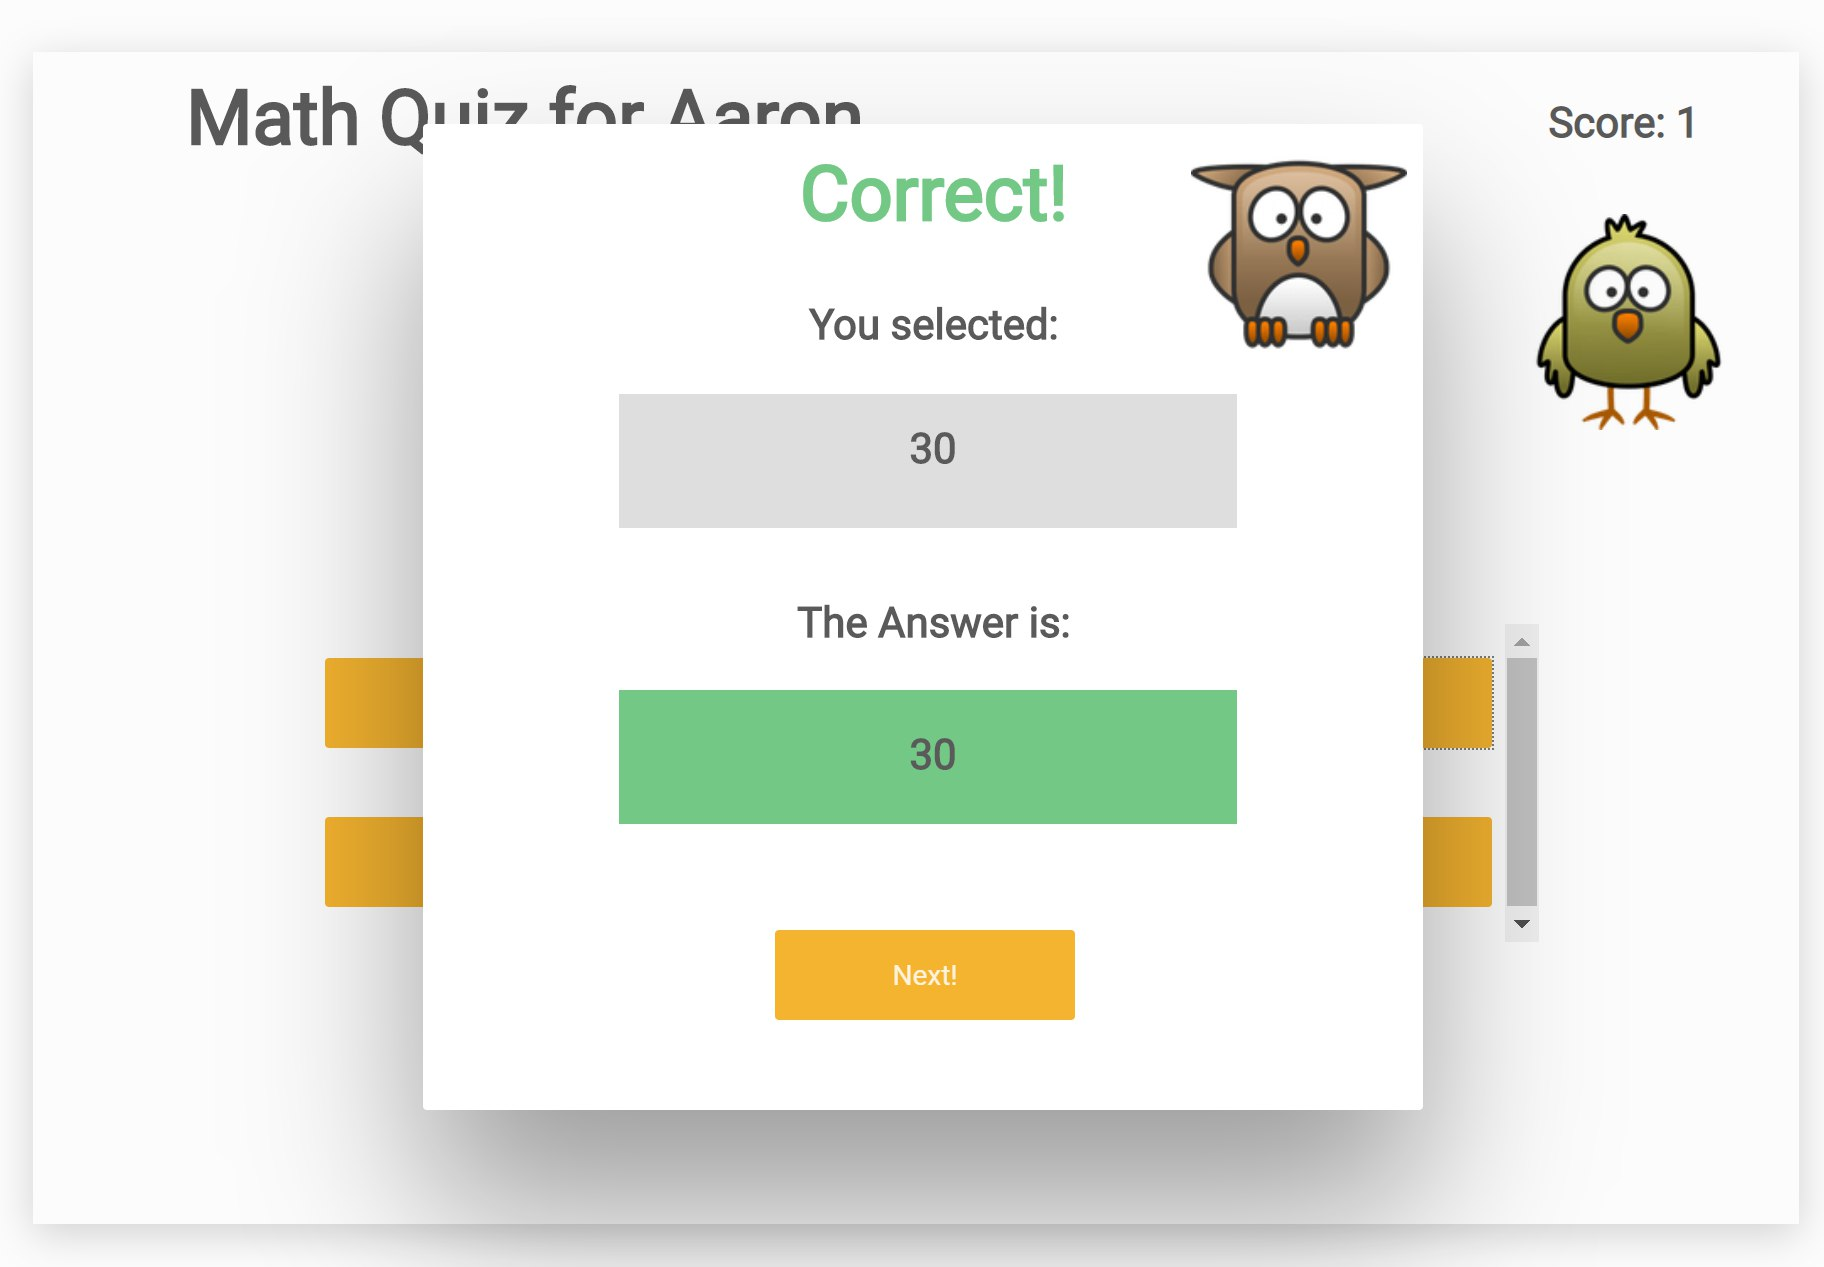 Math Quiz for Aaron
Score: 1
Correct!
You selected:
30
The Answer is:
30
Next!